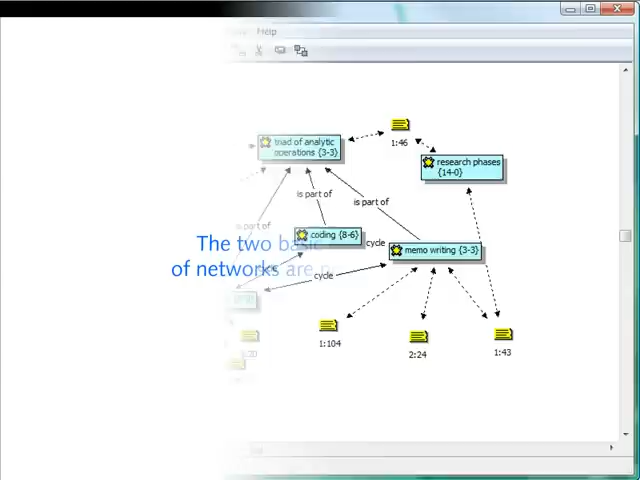 Help
triad of analytic
operations {3-3}
1:46
research phases
{14-0}
is part of
is part of
is part of
coding {8-6}
The two basic
cycle
memo writing {3-3}
of networks are
cycle
1:104
2:24
1:43